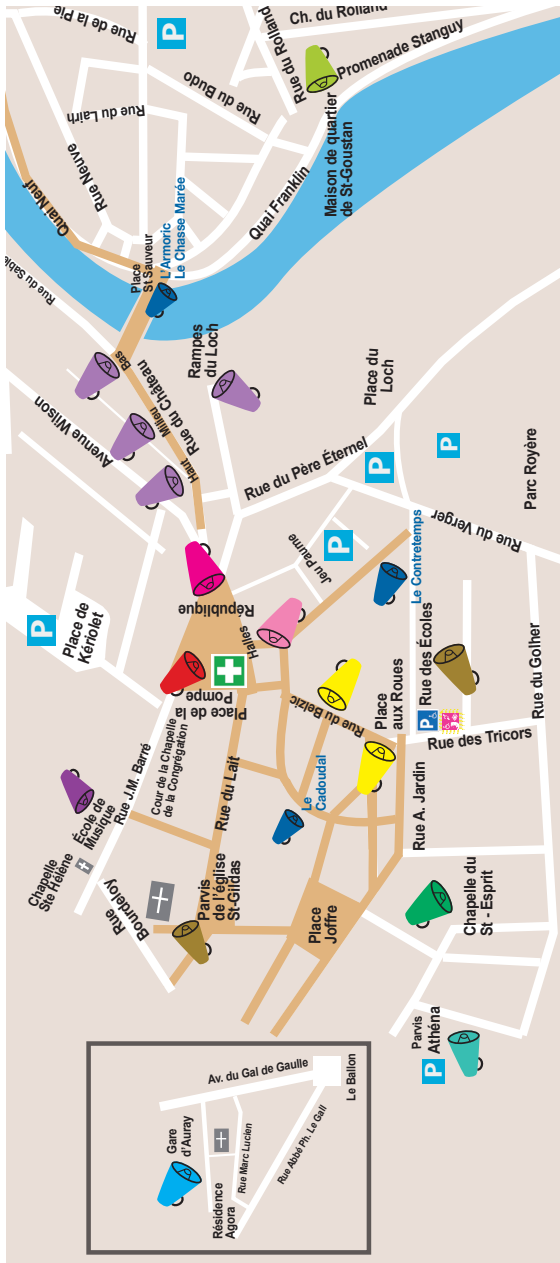 Rue de la Pie
P
Ch. du Rolland
Rue du Rolland
Promenade Stanguy
Rue du Budo
Rue du Lairh
Rue Neuve
Quai Neuf
Maison de quartier
de St-Goustan
Quai Franklin
Place
St Sauveur
L'Armoric
Le Chasse Marée
Rue du Sable
Bas
Milieu
Haut
Rue du Château
Avenue Wilson
Rampes
du Loch
Place du
Loch
Rue du Père Éternel
P
P
Parc Royère
Rue du Verger
P
Place de
Kériolet
P
République
Jeu Paume
Halles
Le Contretemps
Place de la
Pompe
Rue du Belzic
Place
aux Roues
Rue des Écoles
P
Rue du Golher
Rue des Tricors
École de
Musique
Rue J.M. Barré
Cour de la Chapelle
de la Congrégation
Rue du Lait
Le
Cadoudal
Rue A. Jardin
Chapelle
Ste Hélène
Rue
Bourdeloy
Parvis
de l'église
St-Gildas
Place
Joffre
Chapelle du
St - Esprit
Parvis
Athéna
P
Av. du Gal de Gaulle
Le Ballon
Gare
d'Auray
Rue Marc Lucien
Rue Abbé Ph. Le Gall
Résidence
Agora